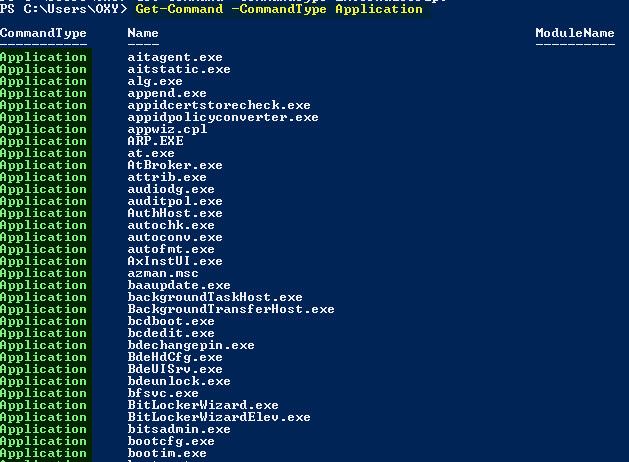 PS C:\Users\OXY> Get-Command -CommandType Application
CommandType Name ModuleName
----------- ---- ----------
Application aitagent.exe
Application aitstatic.exe
Application alg.exe
Application append.exe
Application appidcertstorecheck.exe
Application appidpolicyconverter.exe
Application appwiz.cpl
Application ARP.EXE
Application at.exe
Application AtBroker.exe
Application attrib.exe
Application audiodg.exe
Application auditpol.exe
Application AuthHost.exe
Application autochk.exe
Application autoconv.exe
Application autofmt.exe
Application AxInstUI.exe
Application azman.msc
Application baaupdate.exe
Application backgroundTaskHost.exe
Application BackgroundTransferHost.exe
Application bcdboot.exe
Application bcdedit.exe
Application bdechangepin.exe
Application BdeHdCfg.exe
Application BdeUISrv.exe
Application bdeunlock.exe
Application bfsvc.exe
Application BitLockerWizard.exe
Application BitLockerWizardElev.exe
Application bitsadmin.exe
Application bootcfg.exe
Application bootim.exe